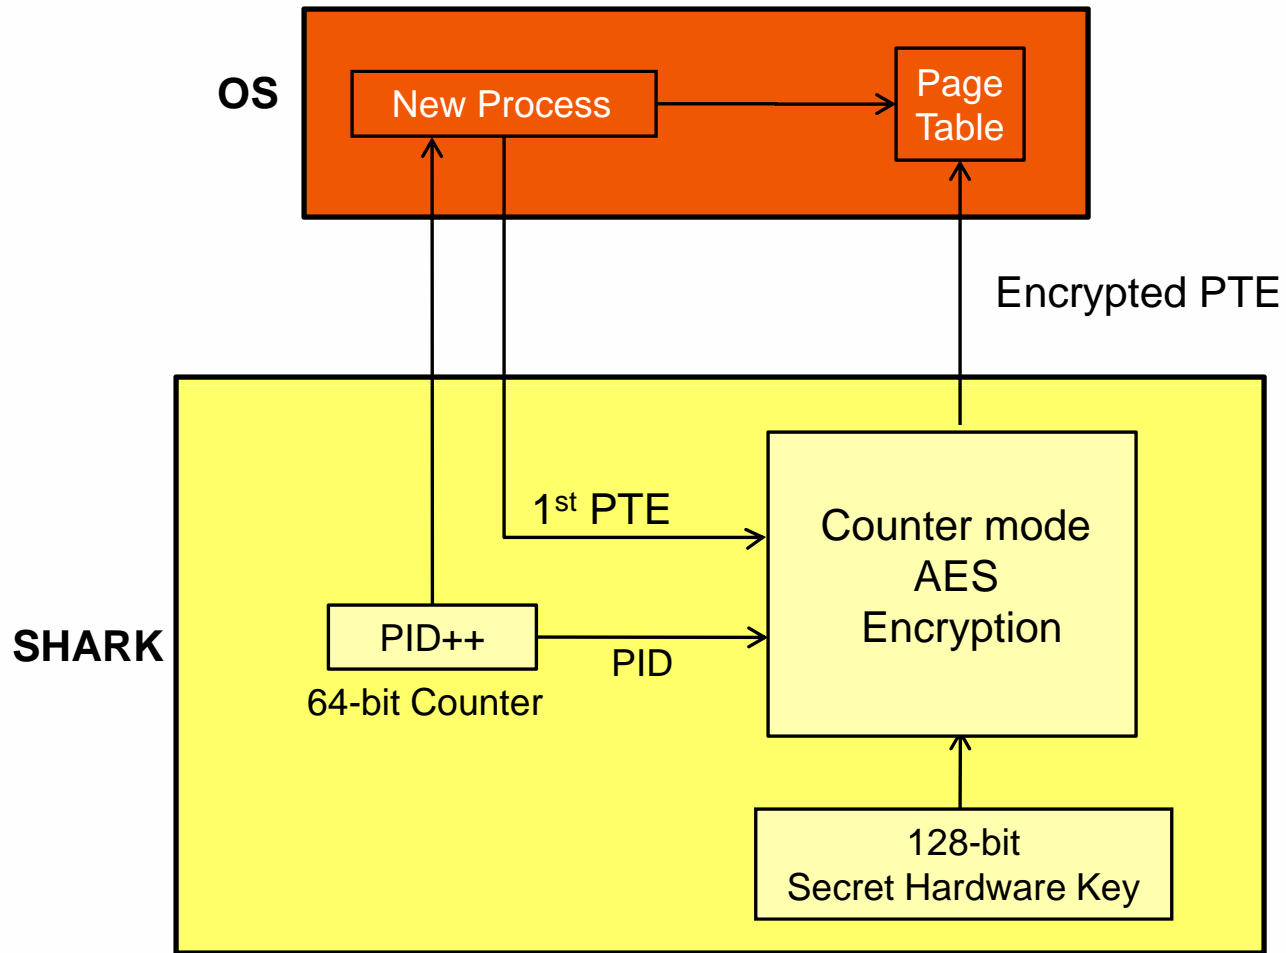 OS
New Process
Page
Table
Encrypted PTE
1st PTE
Counter mode
AES
Encryption
SHARK
PID++
PID
64-bit Counter
128-bit
Secret Hardware Key